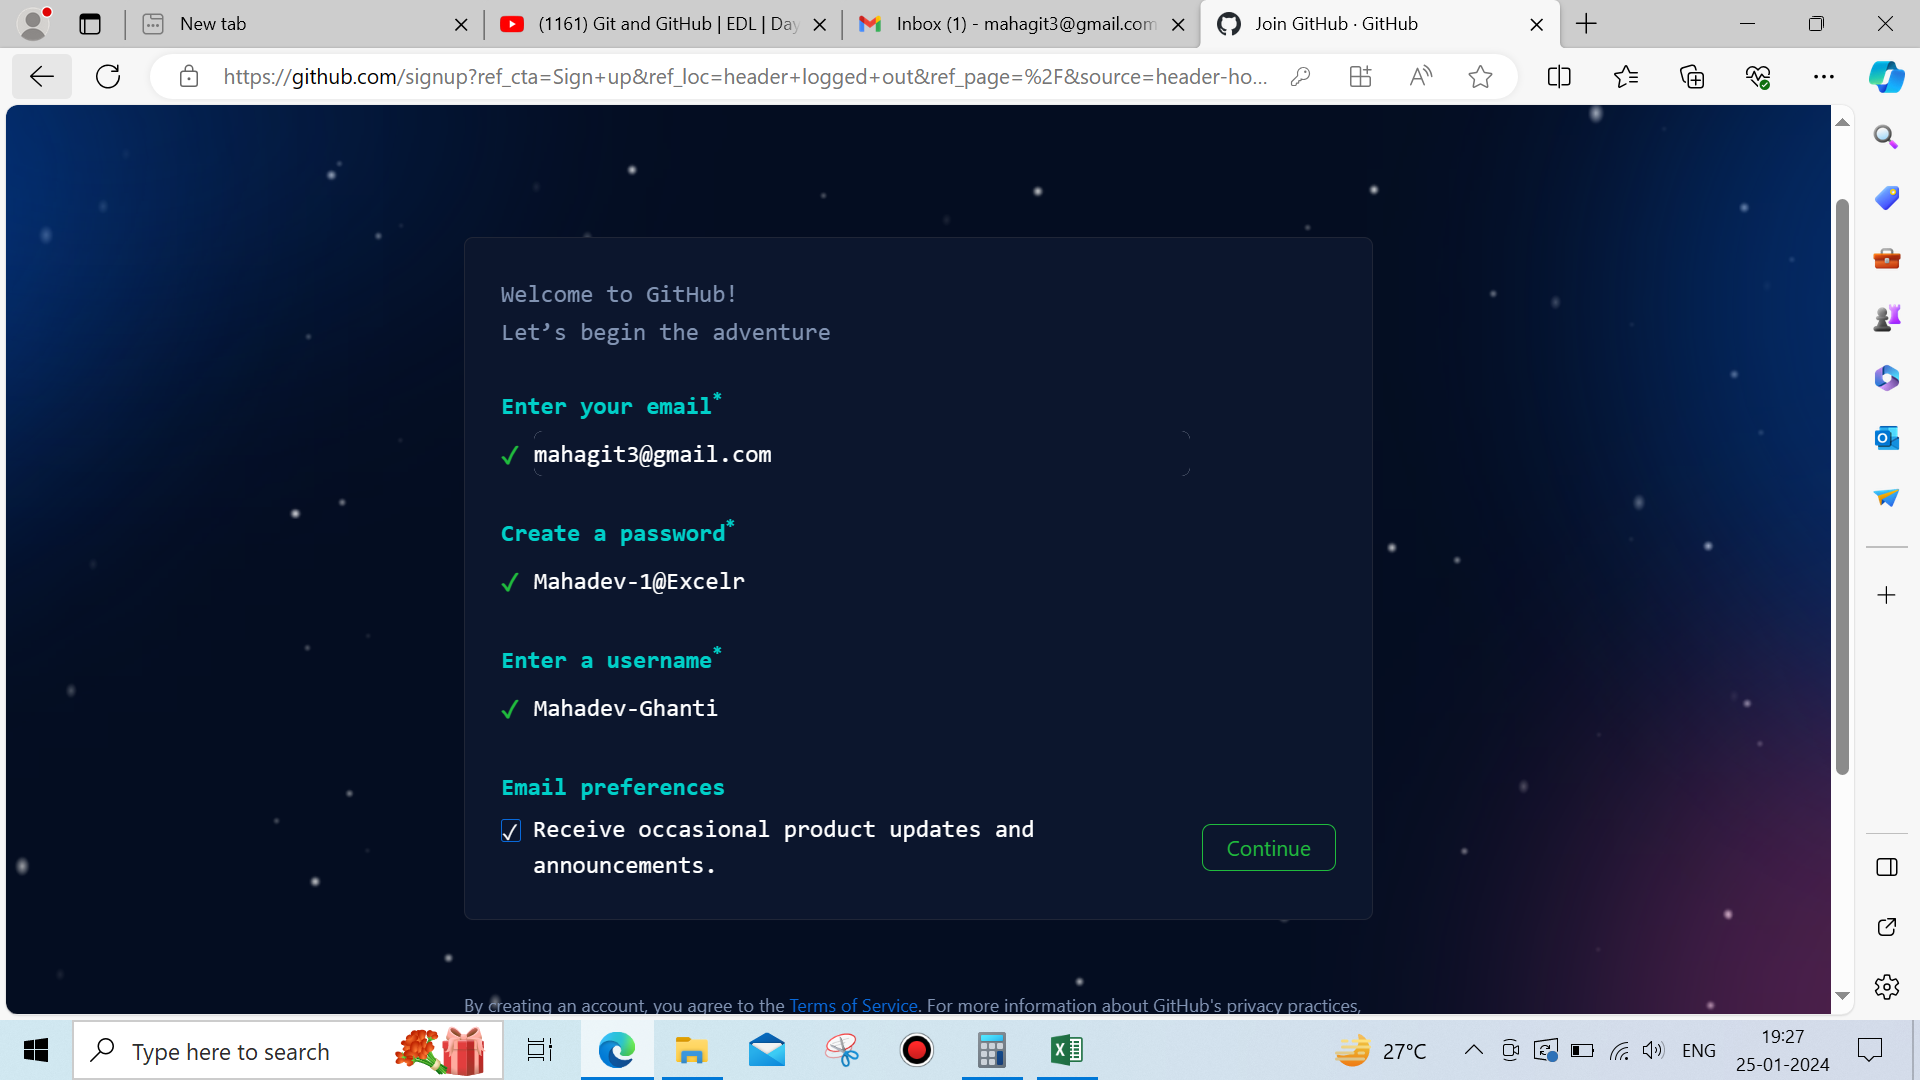 New tab
(1161) Git and GitHub | EDL | Day
Inbox (1) - mahagit3@gmail.com
Join GitHub · GitHub
https://github.com/signup?ref_cta=Sign+up&ref_loc=header+logged+out&ref_page=%2F&source=header-ho...
Welcome to GitHub!
Let’s begin the adventure
Enter your email*
✓ mahagit3@gmail.com
Create a password*
✓ Mahadev-1@Excelr
Enter a username*
✓ Mahadev-Ghanti
Email preferences
Receive occasional product updates and
announcements.
Continue
By creating an account, you agree to the Terms of Service. For more information about GitHub's privacy practices,
Type here to search
27°C
ENG
19:27
25-01-2024